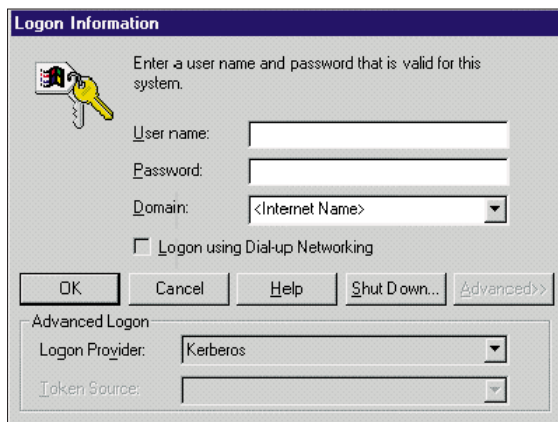 Logon Information
Enter a user name and password that is valid for this
system.
User name:
Password:
Domain: <Internet Name>
Logon using Dial-up Networking
OK Cancel Help Shut Down... Advanced>>
Advanced Logon
Logon Provider: Kerberos
Token Source: